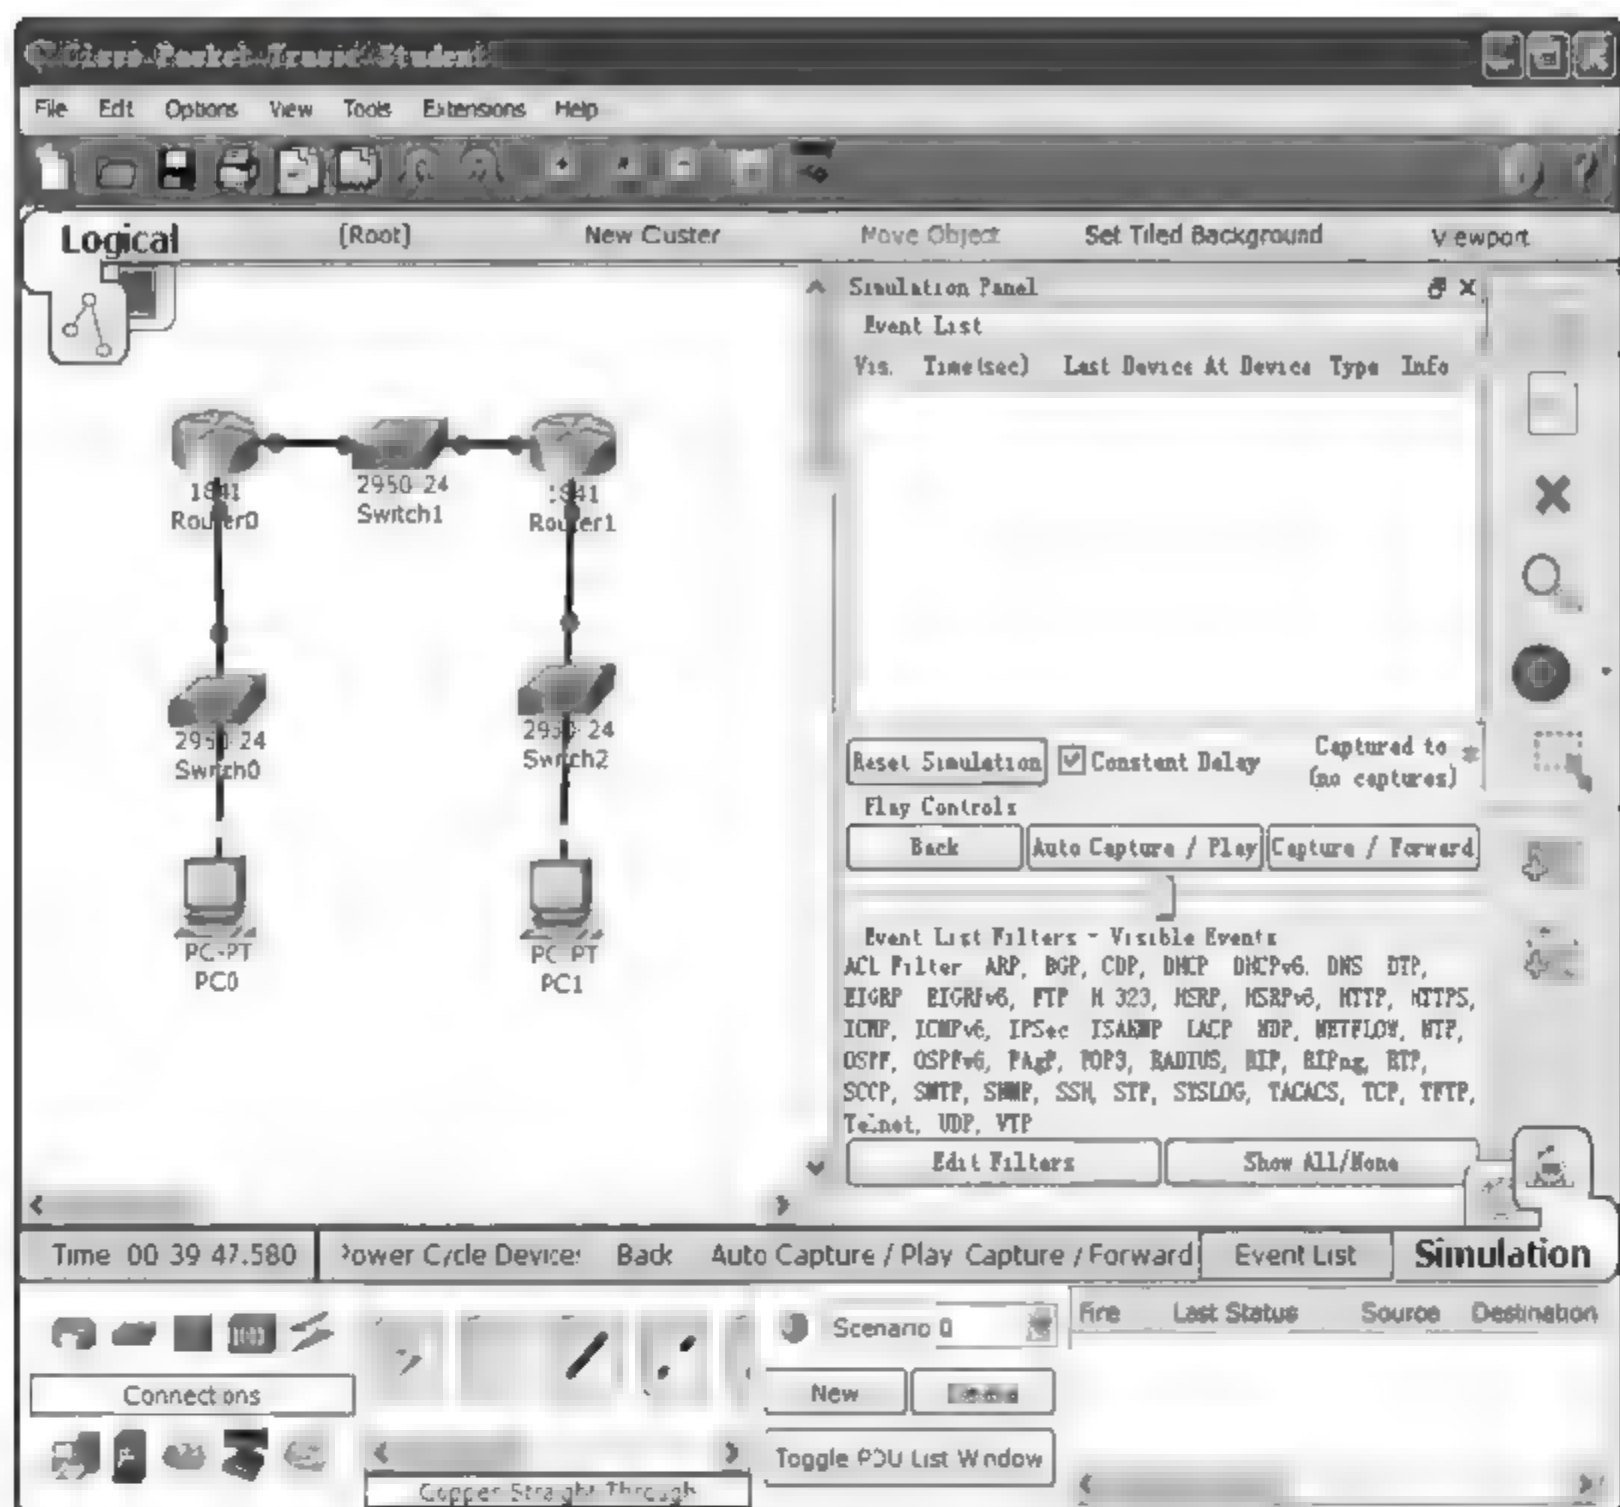 Cisco Packet Tracer Student
File Edit Options View Tools Extensions Help
Logical [Root] New Cluster Move Object Set Tiled Background Viewport
Simulation Panel
Event List
Vis. Time(sec) Last Device At Device Type Info
1841
Router0
2950-24
Switch1
1841
Router1
2950-24
Switch0
2950-24
Switch2
PC-PT
PC0
PC-PT
PC1
Reset Simulation Constant Delay Captured to
(no captures)
Play Controls
Back Auto Capture / Play Capture / Forward
Event List Filters - Visible Events
ACL Filter, ARP, BGP, CDP, DHCP, DHCPv6, DNS, DTP,
EIGRP, EIGRPv6, FTP, H.323, HSRP, HSRPv6, HTTP, HTTPS,
ICMP, ICMPv6, IPSec, ISAKMP, LACP, NDP, NETFLOW, NTP,
OSPF, OSPFv6, PAgP, POP3, RADIUS, RIP, RIPng, RTP,
SCCP, SMTP, SNMP, SSH, STP, SYSLOG, TACACS, TCP, TFTP,
Telnet, UDP, VTP
Edit Filters Show All/None
Time 00 39 47.580 Power Cycle Devices Back Auto Capture / Play Capture / Forward Event List Simulation
Connections
Scenario 0
New
Toggle PDU List Window
Fire Last Status Source Destination
Copper Straight-Through